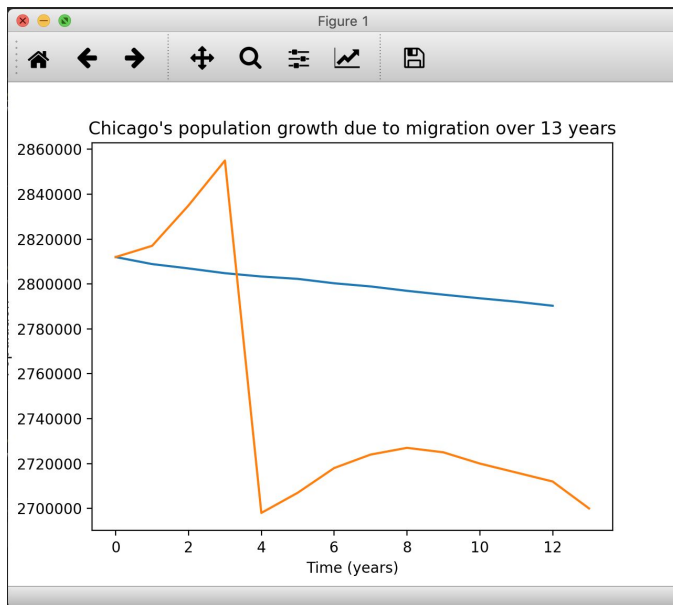 Figure 1
Chicago's population growth due to migration over 13 years
2860000
2840000
2820000
2800000
2780000
2760000
2740000
2720000
2700000
0 2 4 6 8 10 12
Time (years)